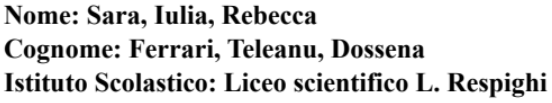 Nome: Sara, Iulia, Rebecca
Cognome: Ferrari, Teleanu, Dossena
Istituto Scolastico: Liceo scientifico L. Respighi